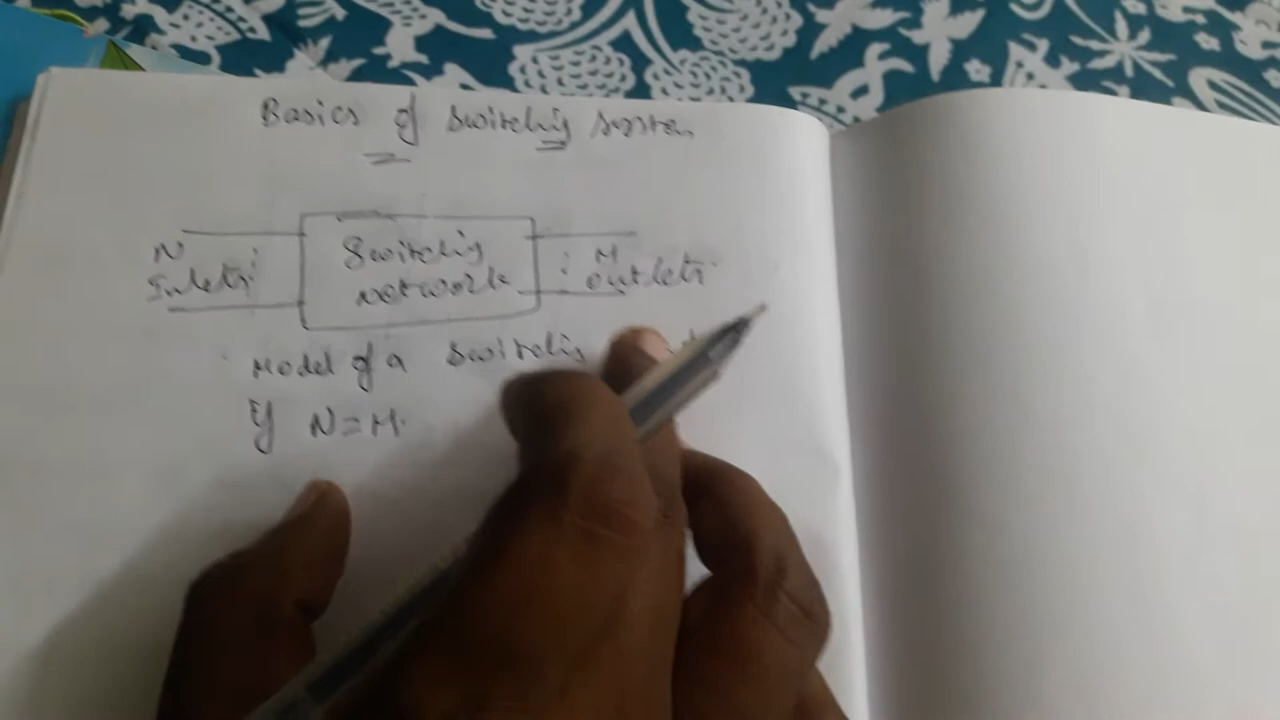 Basics of Switching System
N
Inlets
Switching
network
M
outlets
Model of a Switching
If N=M.